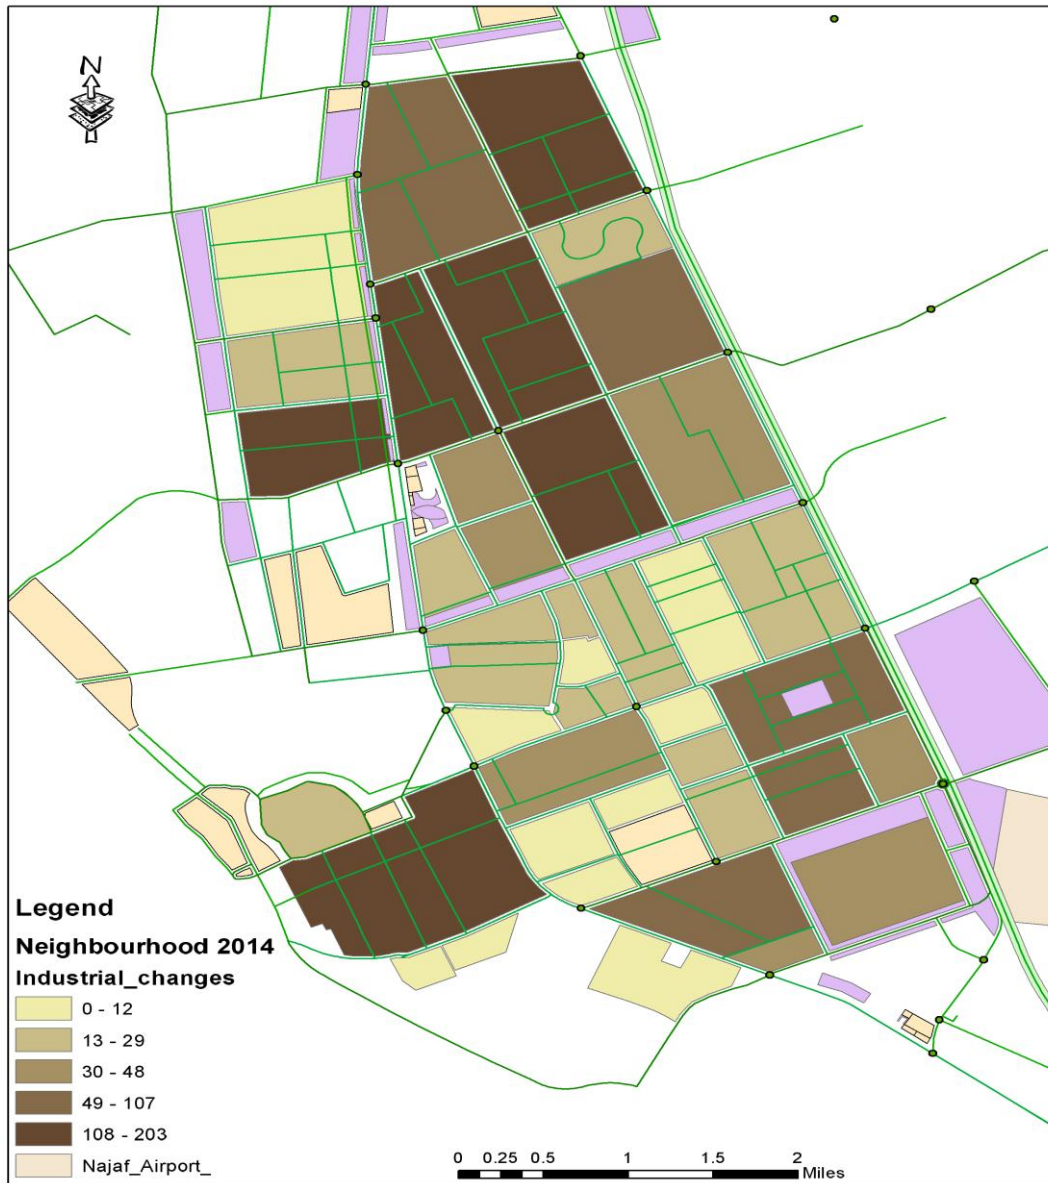 N
Legend
Neighbourhood 2014
Industrial_changes
0 - 12
13 - 29
30 - 48
49 - 107
108 - 203
Najaf_Airport_
0 0.25 0.5 1 1.5 2
Miles